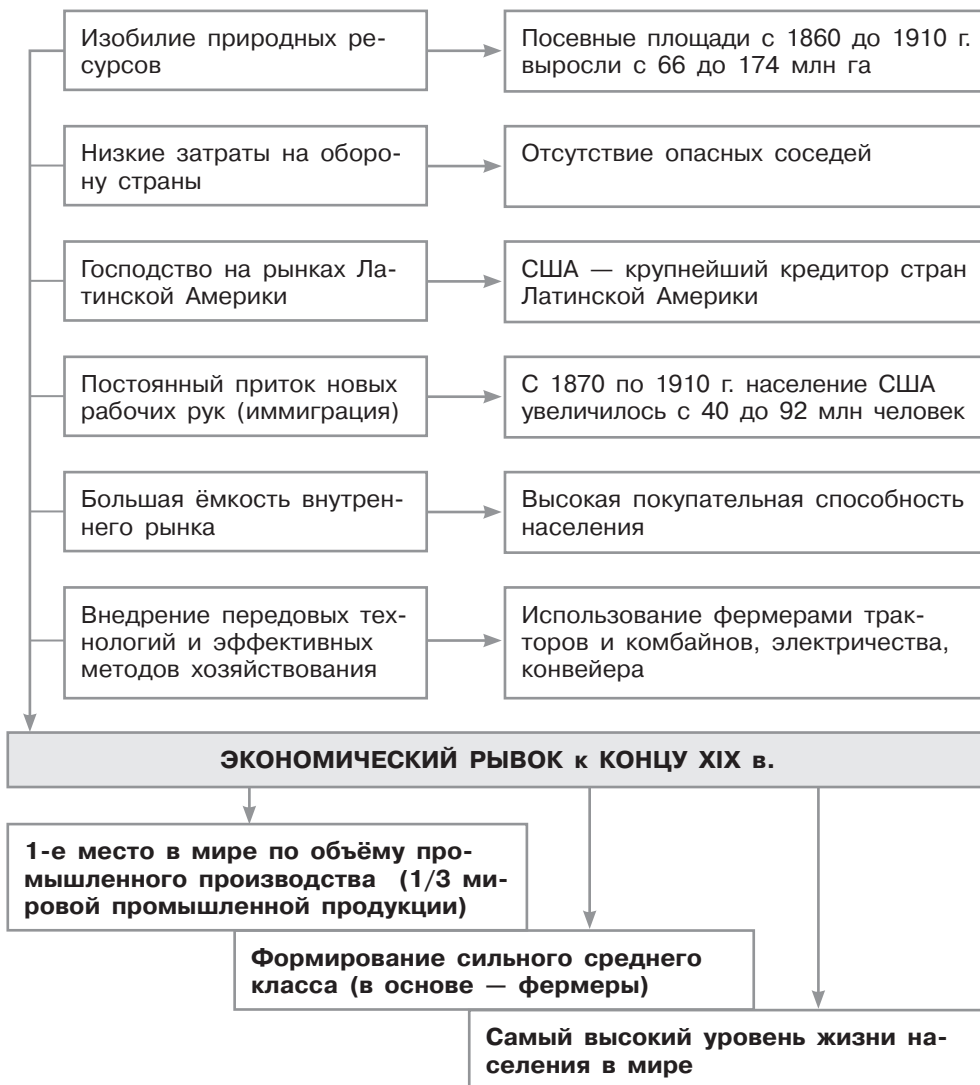 Изобилие природных ре-
сурсов
Посевные площади с 1860 до 1910 г.
выросли с 66 до 174 млн га
Низкие затраты на оборо-
ну страны
Отсутствие опасных соседей
Господство на рынках Ла-
тинской Америки
США — крупнейший кредитор стран
Латинской Америки
Постоянный приток новых
рабочих рук (иммиграция)
С 1870 по 1910 г. население США
увеличилось с 40 до 92 млн человек
Большая ёмкость внутрен-
него рынка
Высокая покупательная способность
населения
Внедрение передовых тех-
нологий и эффективных
методов хозяйствования
Использование фермерами трак-
торов и комбайнов, электричества,
конвейера
ЭКОНОМИЧЕСКИЙ РЫВОК к КОНЦУ XIX в.
1-е место в мире по объёму про-
мышленного производства (1/3 ми-
ровой промышленной продукции)
Формирование сильного среднего
класса (в основе — фермеры)
Самый высокий уровень жизни на-
селения в мире